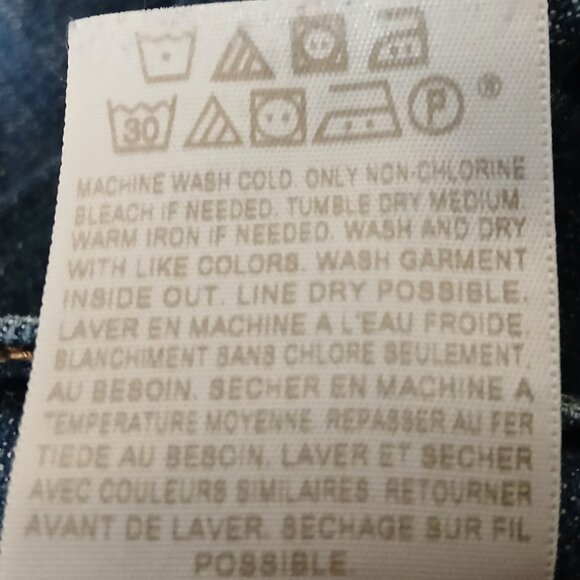 30 P ®
MACHINE WASH COLD. ONLY NON-CHLORINE
BLEACH IF NEEDED. TUMBLE DRY MEDIUM.
WARM IRON IF NEEDED. WASH AND DRY
WITH LIKE COLORS. WASH GARMENT
INSIDE OUT. LINE DRY POSSIBLE.
LAVER EN MACHINE A L'EAU FROIDE.
BLANCHIMENT SANS CHLORE SEULEMENT,
AU BESOIN. SECHER EN MACHINE A
TEMPERATURE MOYENNE. REPASSER AU FER
TIEDE AU BESOIN. LAVER ET SECHER
AVEC COULEURS SIMILAIRES. RETOURNER
AVANT DE LAVER. SECHAGE SUR FIL
POSSIBLE.